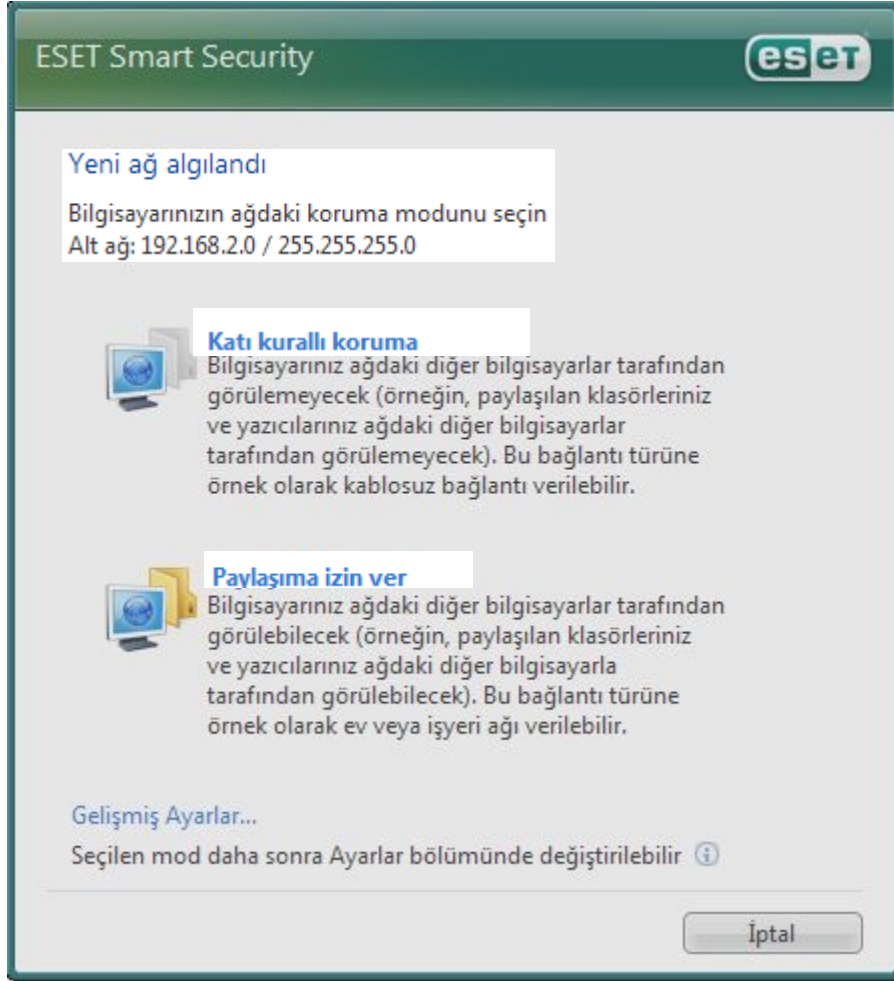 ESET Smart Security
eset
Yeni ağ algılandı
Bilgisayarınızın ağdaki koruma modunu seçin
Alt ağ: 192.168.2.0 / 255.255.255.0
Katı kurallı koruma
Bilgisayarınız ağdaki diğer bilgisayarlar tarafından
görülemeyecek (örneğin, paylaşılan klasörleriniz
ve yazıcılarınız ağdaki diğer bilgisayarlar
tarafından görülemeyecek). Bu bağlantı türüne
örnek olarak kablosuz bağlantı verilebilir.
Paylaşıma izin ver
Bilgisayarınız ağdaki diğer bilgisayarlar tarafından
görülebilecek (örneğin, paylaşılan klasörleriniz
ve yazıcılarınız ağdaki diğer bilgisayarla
tarafından görülebilecek). Bu bağlantı türüne
örnek olarak ev veya işyeri ağı verilebilir.
Gelişmiş Ayarlar...
Seçilen mod daha sonra Ayarlar bölümünde değiştirilebilir
İptal